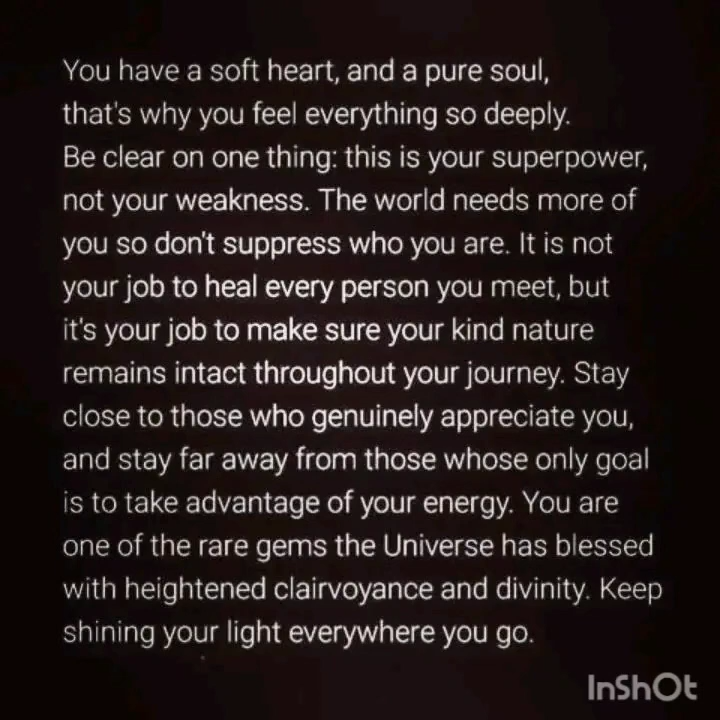 You have a soft heart, and a pure soul,
that's why you feel everything so deeply.
Be clear on one thing: this is your superpower,
not your weakness. The world needs more of
you so don't suppress who you are. It is not
your job to heal every person you meet, but
it's your job to make sure your kind nature
remains intact throughout your journey. Stay
close to those who genuinely appreciate you,
and stay far away from those whose only goal
is to take advantage of your energy. You are
one of the rare gems the Universe has blessed
with heightened clairvoyance and divinity. Keep
shining your light everywhere you go.
InShOt